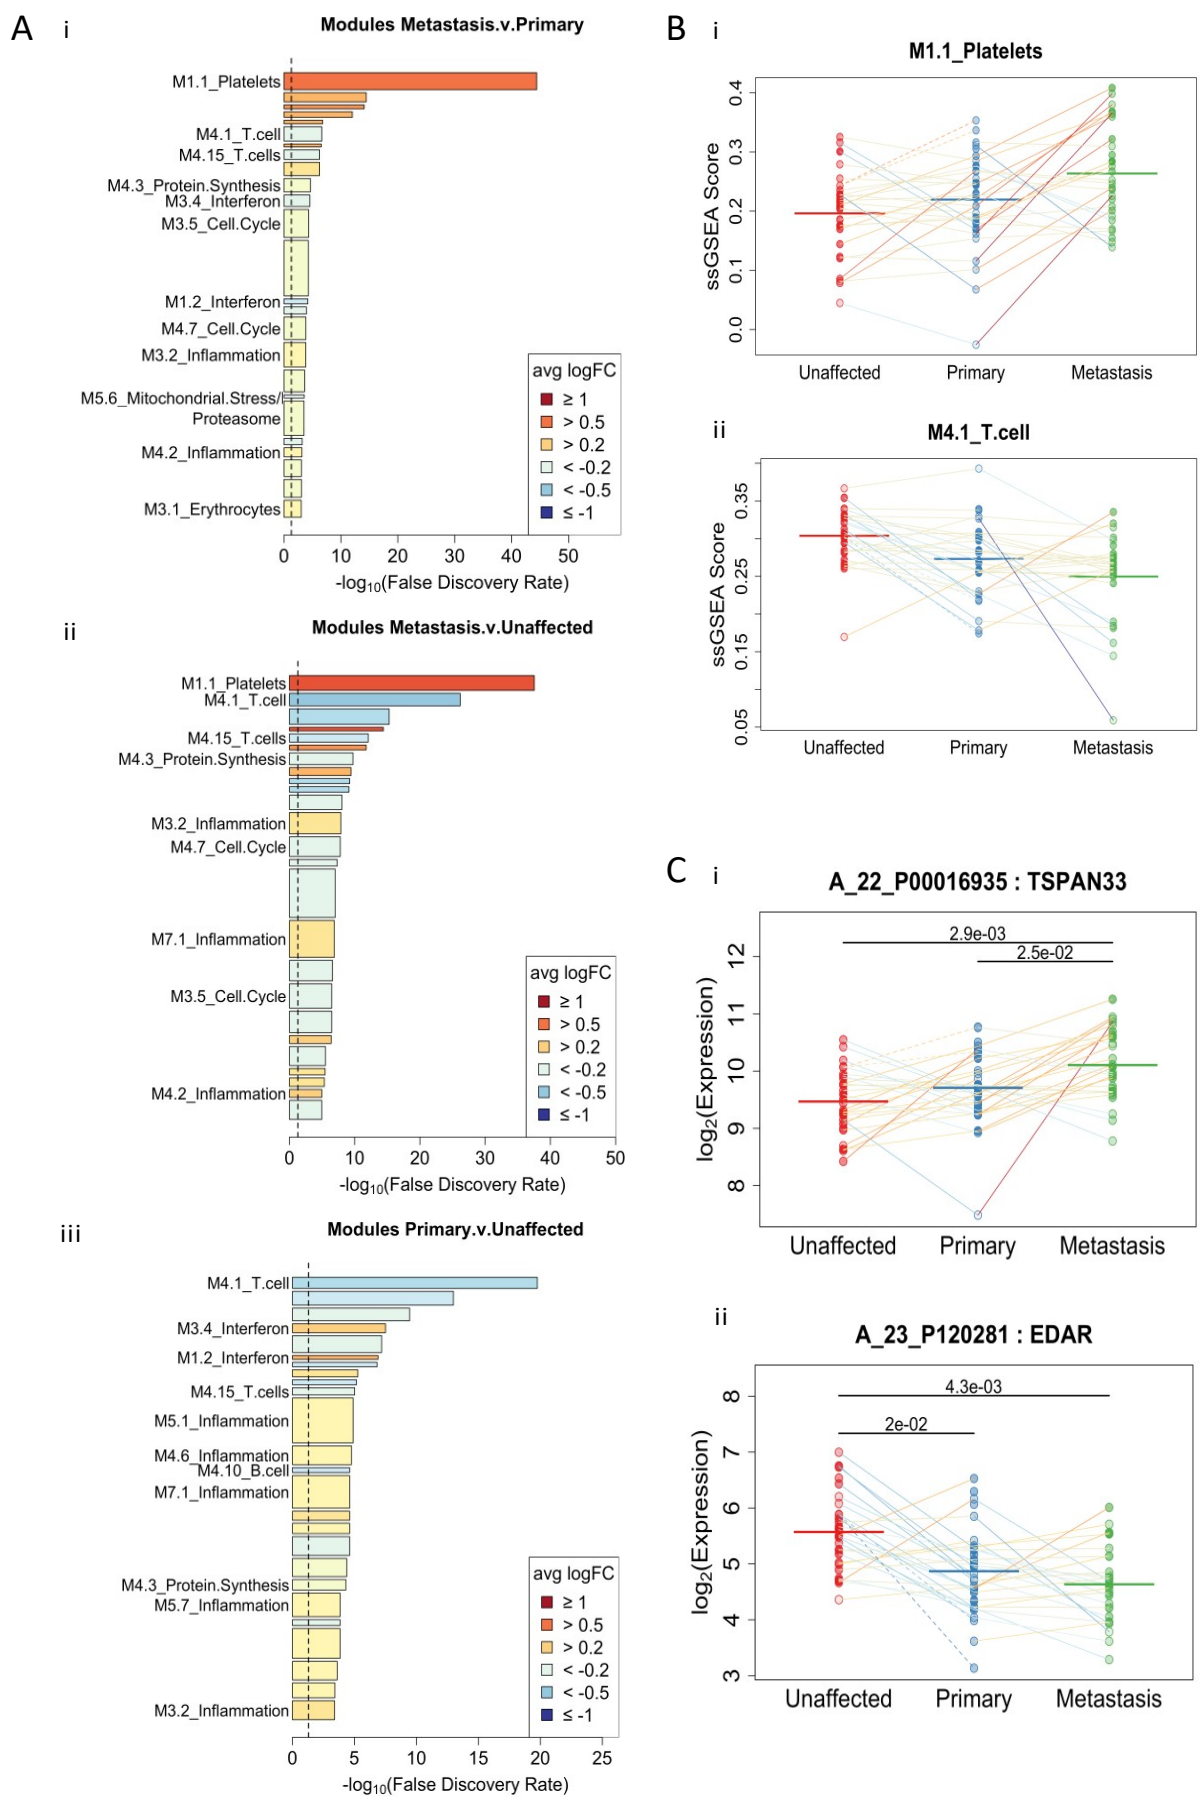 A
i
Modules Metastasis.v.Primary
M1.1_Platelets
M4.1_T.cell
M4.15_T.cells
M4.3_Protein.Synthesis
M3.4_Interferon
M3.5_Cell.Cycle
M1.2_Interferon
M4.7_Cell.Cycle
M3.2_Inflammation
M5.6_Mitochondrial.Stress/
Proteasome
M4.2_Inflammation
M3.1_Erythrocytes
avg logFC
≥ 1
> 0.5
> 0.2
< -0.2
< -0.5
≤ -1
0 10 20 30 40 50
-log10(False Discovery Rate)
ii
Modules Metastasis.v.Unaffected
M1.1_Platelets
M4.1_T.cell
M4.15_T.cells
M4.3_Protein.Synthesis
M3.2_Inflammation
M4.7_Cell.Cycle
M7.1_Inflammation
M3.5_Cell.Cycle
M4.2_Inflammation
avg logFC
≥ 1
> 0.5
> 0.2
< -0.2
< -0.5
≤ -1
0 10 20 30 40 50
-log10(False Discovery Rate)
iii
Modules Primary.v.Unaffected
M4.1_T.cell
M3.4_Interferon
M1.2_Interferon
M4.15_T.cells
M5.1_Inflammation
M4.6_Inflammation
M4.10_B.cell
M7.1_Inflammation
M4.3_Protein.Synthesis
M5.7_Inflammation
M3.2_Inflammation
avg logFC
≥ 1
> 0.5
> 0.2
< -0.2
< -0.5
≤ -1
0 5 10 15 20 25
-log10(False Discovery Rate)
B
i
M1.1_Platelets
ssGSEA Score
0.4
0.3
0.2
0.1
0.0
Unaffected Primary Metastasis
ii
M4.1_T.cell
ssGSEA Score
0.35
0.25
0.15
0.05
Unaffected Primary Metastasis
C
i
A_22_P00016935 : TSPAN33
2.9e-03
2.5e-02
log2(Expression)
12
11
10
9
8
Unaffected Primary Metastasis
ii
A_23_P120281 : EDAR
4.3e-03
2e-02
log2(Expression)
8
7
6
5
4
3
Unaffected Primary Metastasis